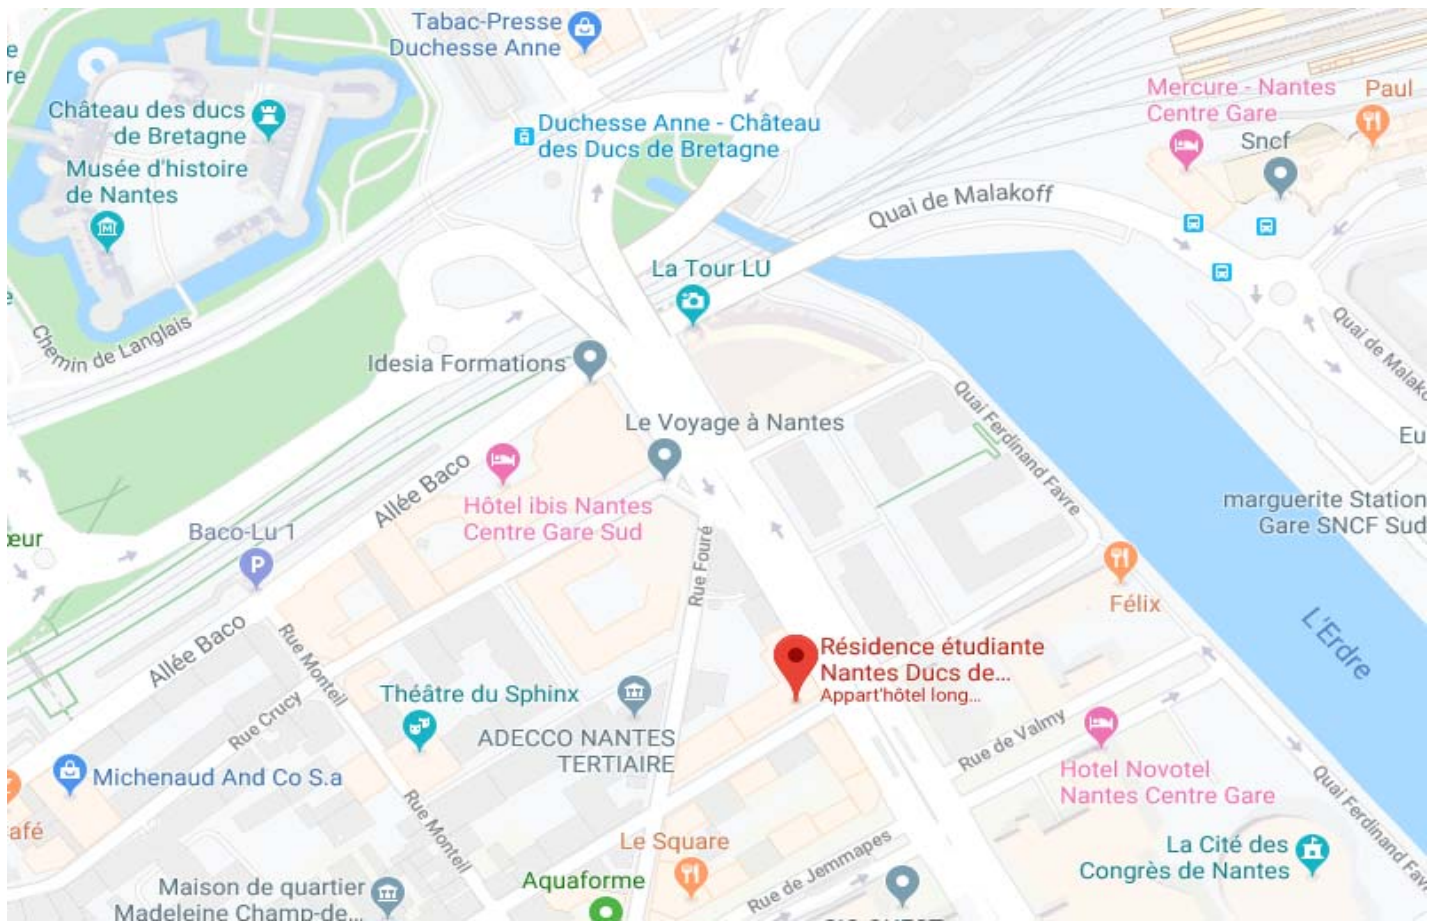 Tabac-Presse
Duchesse Anne
e
re
Château des ducs
de Bretagne
Musée d'histoire
de Nantes
Duchesse Anne - Château
des Ducs de Bretagne
Mercure - Nantes
Centre Gare
Paul
Sncf
Quai de Malakoff
La Tour LU
e
Chemin de Langlais
Idesia Formations
Quai de Malako
Le Voyage à Nantes
Quai Ferdinand Favre
Eu
Allée Baco
Hôtel ibis Nantes
Centre Gare Sud
marguerite Station
Gare SNCF Sud
œur
Baco-Lu 1
P
Rue Fouré
Félix
L'Erdre
Allée Baco
Rue Monteil
Résidence étudiante
Nantes Ducs de...
Appart'hôtel long...
Théâtre du Sphinx
Rue Crucy
ADECCO NANTES
TERTIAIRE
Rue de Valmy
Hotel Novotel
Nantes Centre Gare
Michenaud And Co S.a
Rue Monteil
Quai Ferdinand Fav
afé
Le Square
La Cité des
Congrès de Nantes
Rue de Jemmapes
Aquaforme
Maison de quartier
Madeleine Champ-de...